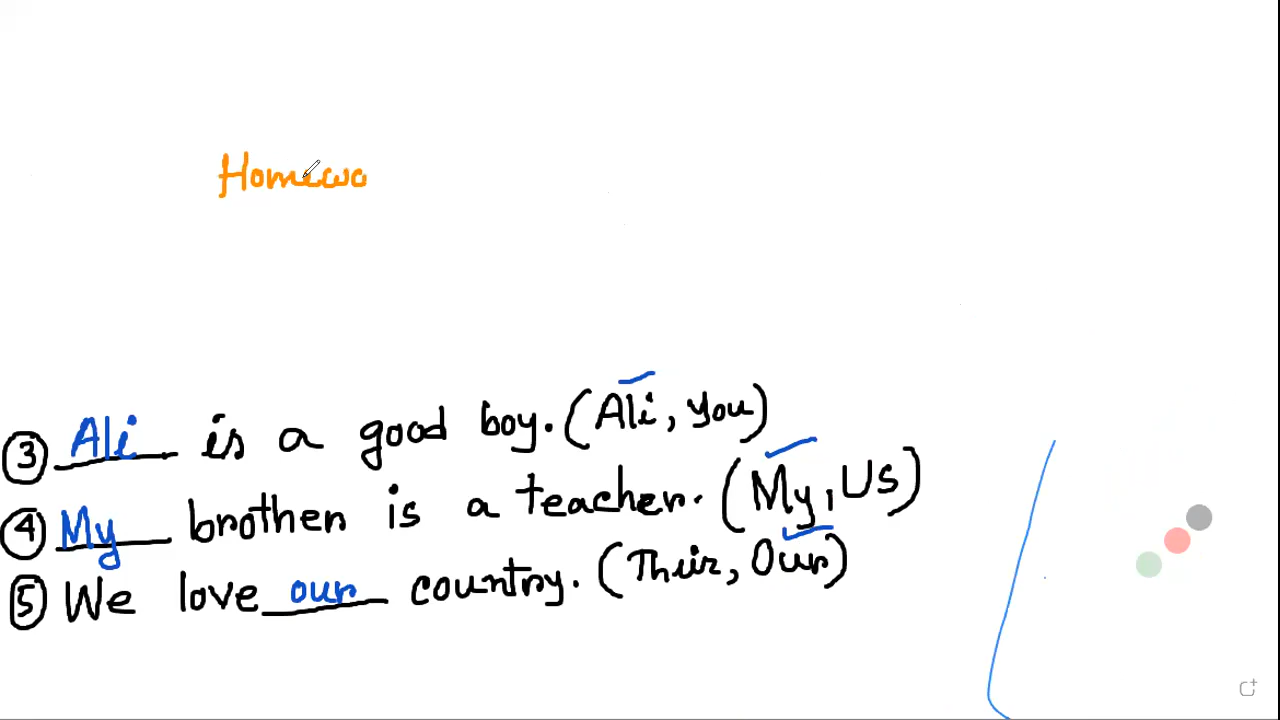 Homewo
③ Ali is a good boy. (Ali, You)
④ My brother is a teacher. (My, Us)
⑤ We love our country. (Their, Our)